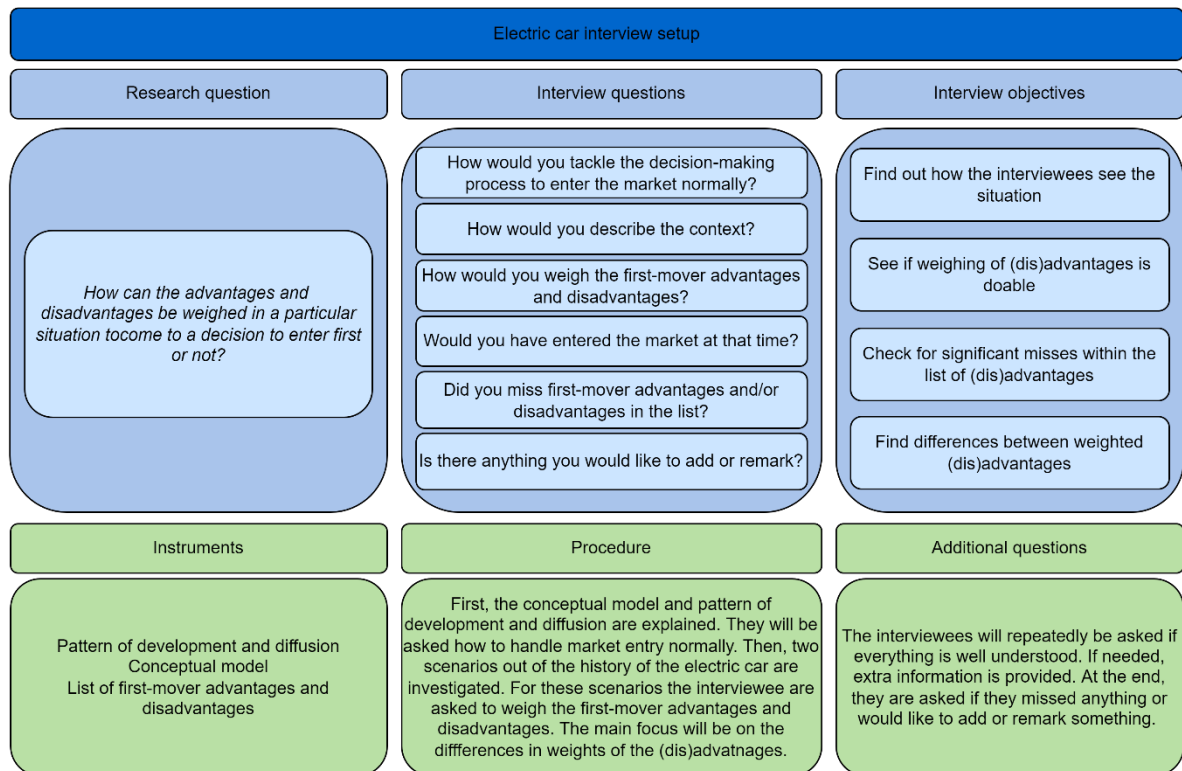 Electric car interview setup
Research question
Interview questions
Interview objectives
How can the advantages and
disadvantages be weighed in a particular
situation tocome to a decision to enter first
or not?
How would you tackle the decision-making
process to enter the market normally?
How would you describe the context?
How would you weigh the first-mover advantages
and disadvantages?
Would you have entered the market at that time?
Did you miss first-mover advantages and/or
disadvantages in the list?
Is there anything you would like to add or remark?
Find out how the interviewees see the
situation
See if weighing of (dis)advantages is
doable
Check for significant misses within the
list of (dis)advantages
Find differences between weighted
(dis)advantages
Instruments
Procedure
Additional questions
Pattern of development and diffusion
Conceptual model
List of first-mover advantages and
disadvantages
First, the conceptual model and pattern of
development and diffusion are explained. They will be
asked how to handle market entry normally. Then, two
scenarios out of the history of the electric car are
investigated. For these scenarios the interviewee are
asked to weigh the first-mover advantages and
disadvantages. The main focus will be on the
diffferences in weights of the (dis)advatnages.
The interviewees will repeatedly be asked if
everything is well understood. If needed,
extra information is provided. At the end,
they are asked if they missed anything or
would like to add or remark something.